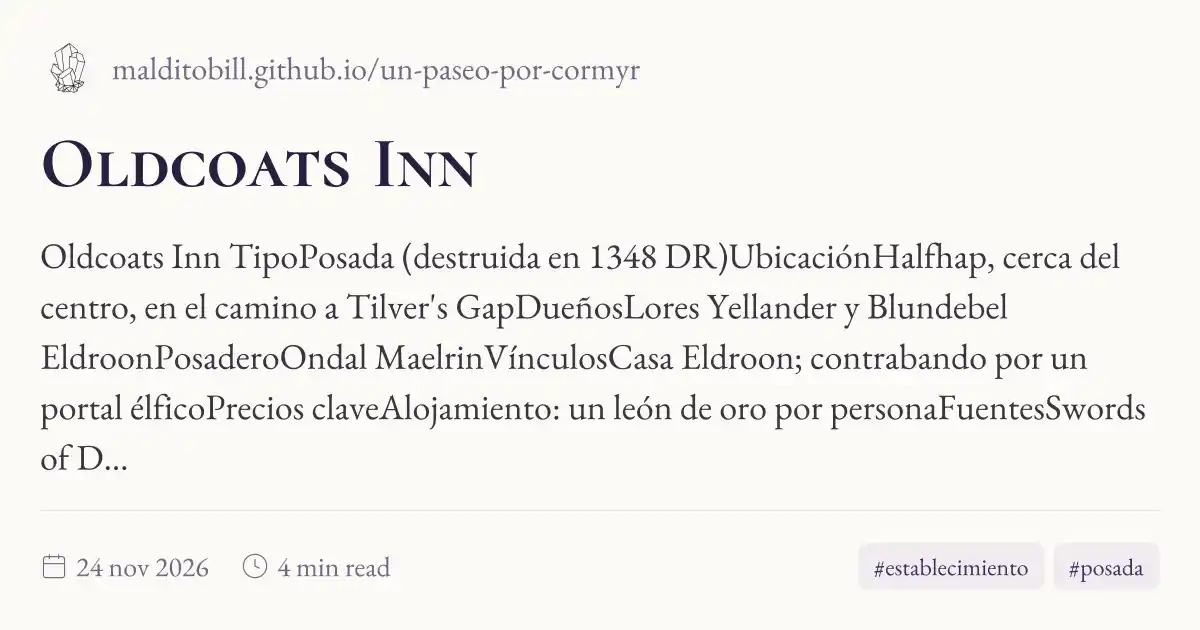 malditobill.github.io/un-paseo-por-cormyr
Oldcoats Inn
Oldcoats Inn TipoPosada (destruida en 1348 DR)UbicaciónHalfhap, cerca del
centro, en el camino a Tilver's GapDueñosLores Yellander y Blundebel
EldroonPosaderoOndal MaelrinVínculosCasa Eldroon; contrabando por un
portal élficoPrecios claveAlojamiento: un león de oro por personaFuentesSwords
of D...
24 nov 2026 4 min read #establecimiento #posada